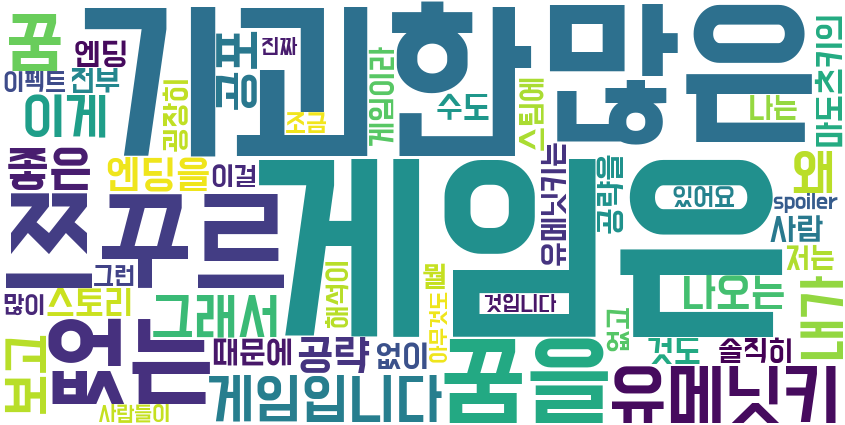 꿈
엔딩
기괴한
많은
마도츠키의
이펙트
전부
공포
진짜
게임이라
이게
굉장히
조금
수도
스팀에
나는
좋은
엔딩을
이걸
게임은
유메닛키는
공략을
있어요
왜
spoiler
쯔꾸르
사람
그런
저는
많이
스토리
그래서
해석이
뭘
것입니다
나오는
내가
아무것도
없고
보고
없는
때문에
공략
없이
꿈을
것도
솔직히
게임입니다
유메닛키
사람들이